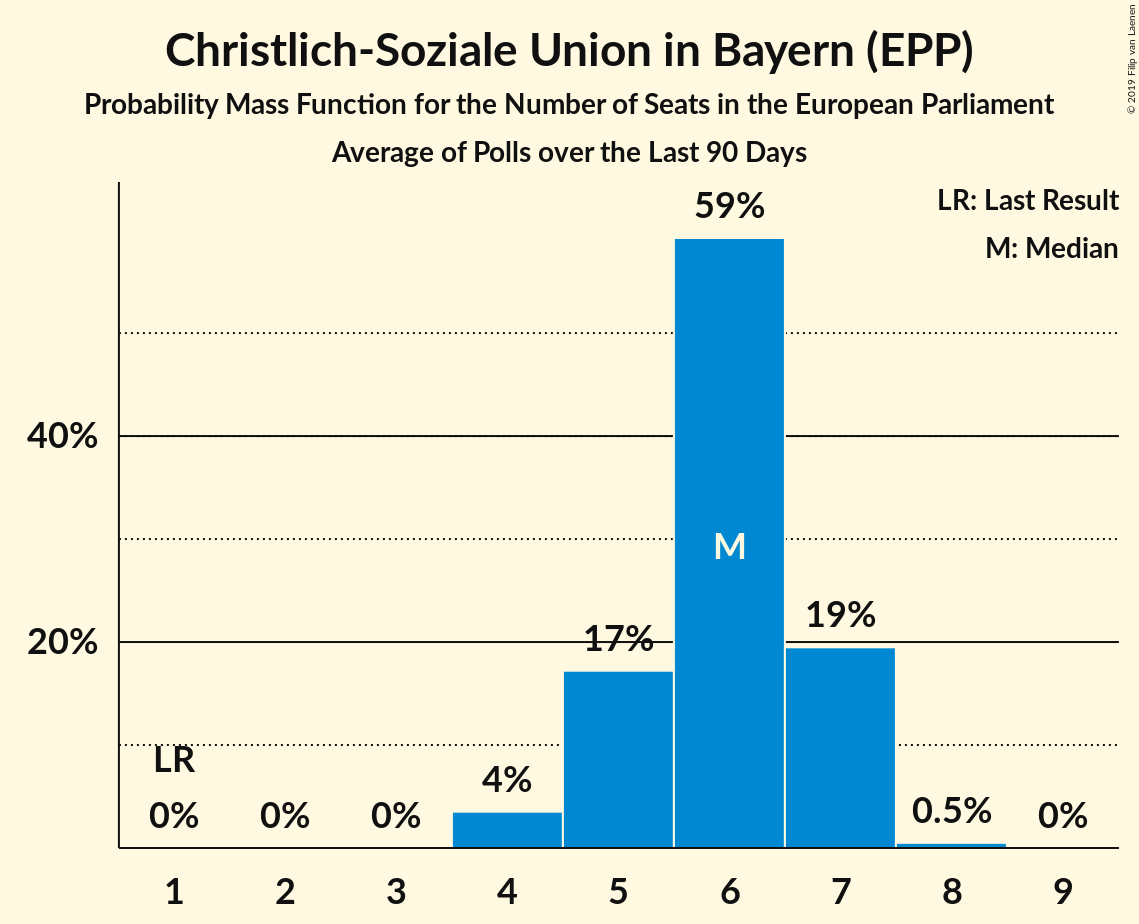 Christlich-Soziale Union in Bayern (EPP)
Probability Mass Function for the Number of Seats in the European Parliament
Average of Polls over the Last 90 Days
© 2019 Filip van Laenen
LR: Last Result
M: Median
59%
40%
M
19%
20%
17%
LR
4%
0% 0% 0% 0.5% 0%
1 2 3 4 5 6 7 8 9